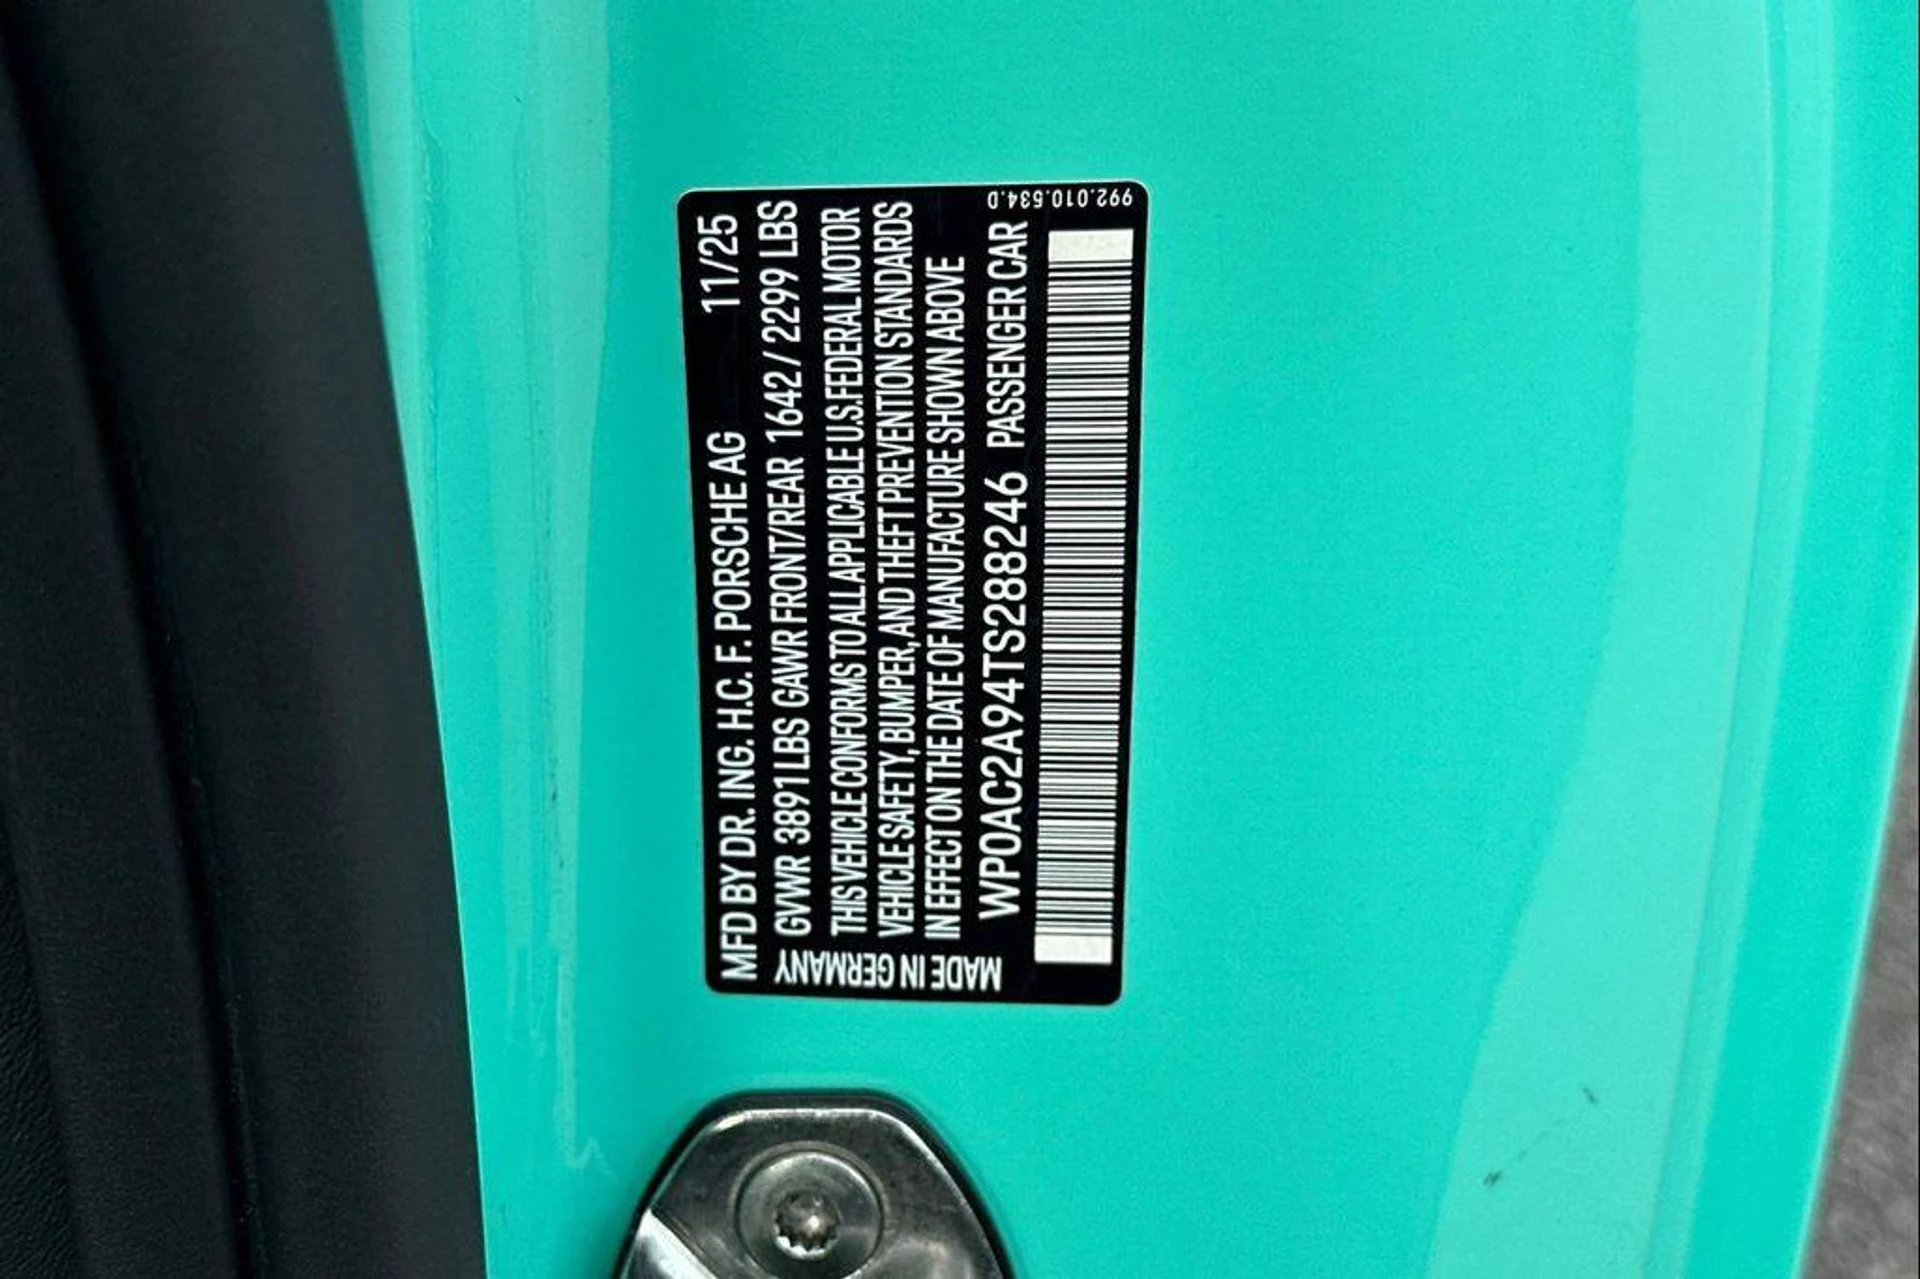 MFD BY DR. ING. H.C. F. PORSCHE AG 11/25
GVWR 3891 LBS GAWR FRONT/REAR 1642 / 2299 LBS
THIS VEHICLE CONFORMS TO ALL APPLICABLE U.S. FEDERAL MOTOR
VEHICLE SAFETY, BUMPER, AND THEFT PREVENTION STANDARDS
IN EFFECT ON THE DATE OF MANUFACTURE SHOWN ABOVE
WP0AC2A94TS288246 PASSENGER CAR
MADE IN GERMANY
992.010.534.D